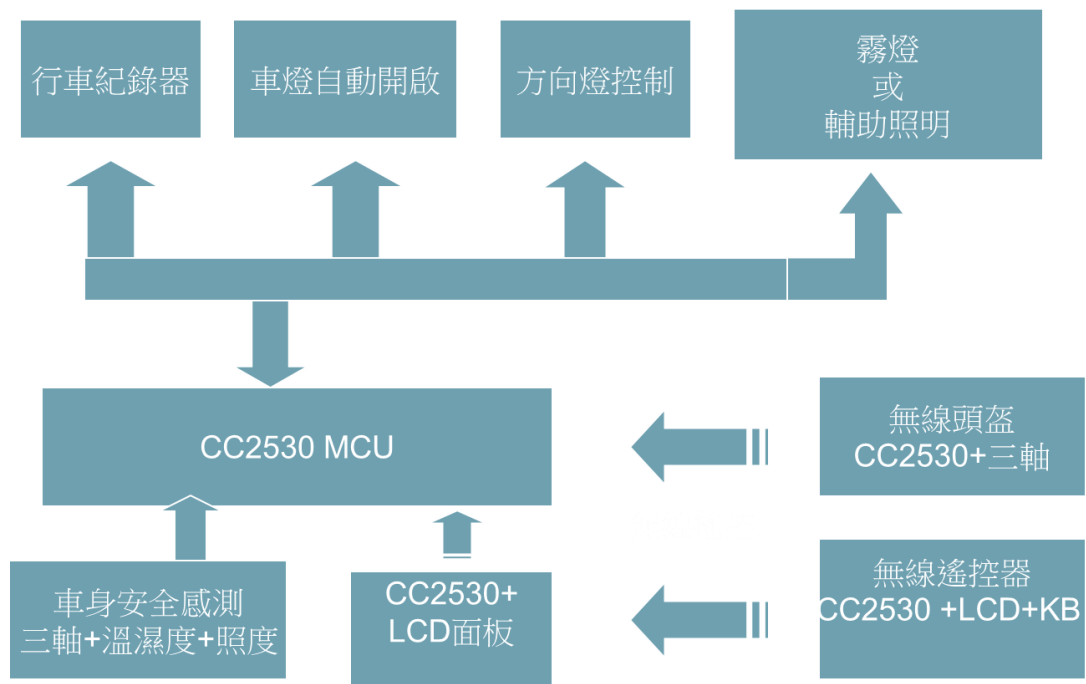 行車紀錄器
車燈自動開啟
方向燈控制
霧燈
或
輔助照明
CC2530 MCU
無線頭盔
CC2530+三軸
車身安全感測
三軸+溫濕度+照度
CC2530+
LCD面板
無線遙控器
CC2530 +LCD+KB